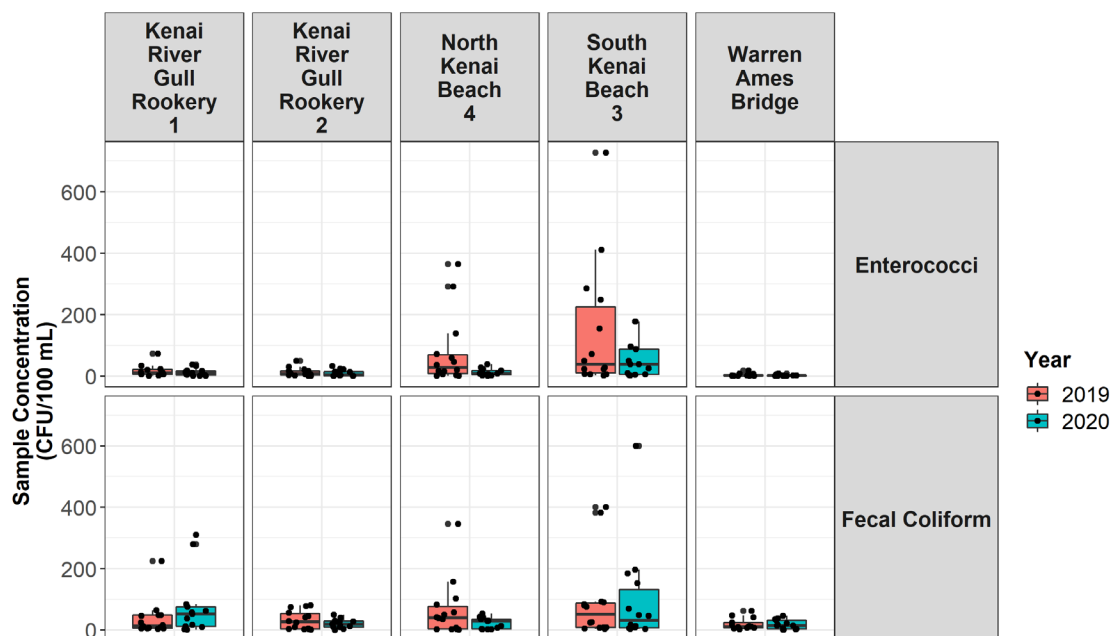 Kenai
River
Gull
Rookery
1
Kenai
River
Gull
Rookery
2
North
Kenai
Beach
4
South
Kenai
Beach
3
Warren
Ames
Bridge
Sample Concentration
(CFU/100 mL)
600
400
200
0
Enterococci
600
400
200
0
Fecal Coliform
Year
2019
2020